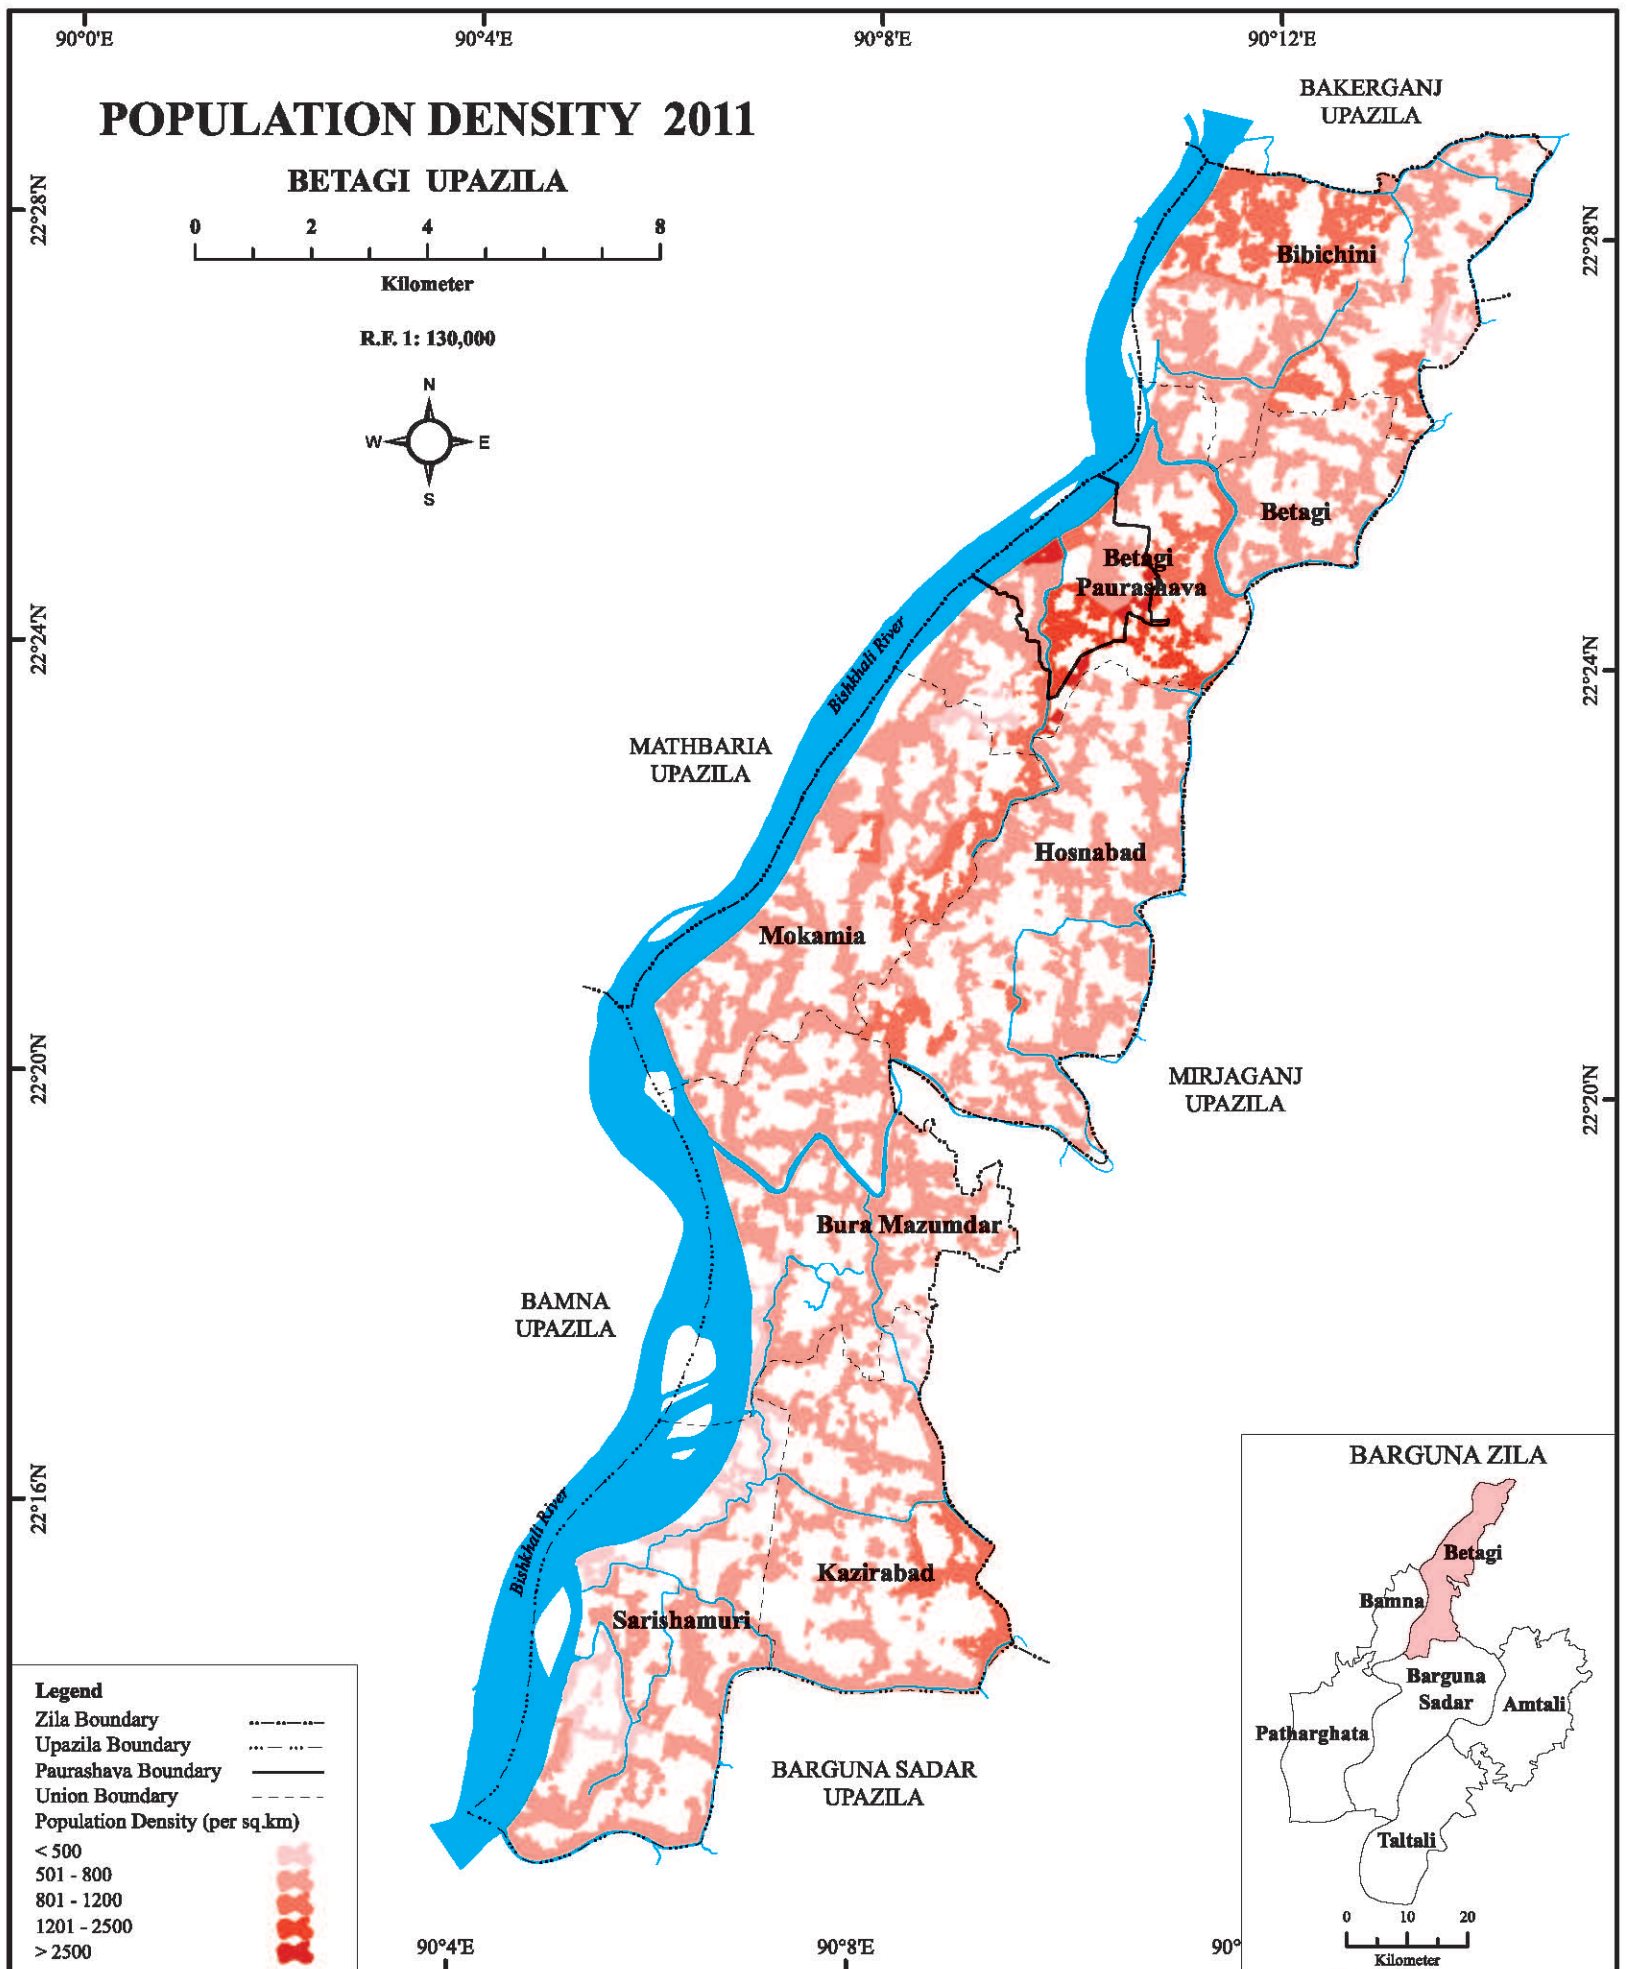 90°0'E
90°4'E
90°8'E
90°12'E
BAKERGANJ
UPAZILA
POPULATION DENSITY 2011
BETAGI UPAZILA
0 2 4 8
Kilometer
R.F. 1: 130,000
N
W E
S
22°28'N
22°28'N
Bibichini
Betagi
Betagi
Paurashava
22°24'N
22°24'N
Bishkhali River
MATHBARIA
UPAZILA
Hosnabad
Mokamia
22°20'N
22°20'N
MIRJAGANJ
UPAZILA
Bura Mazumdar
BAMNA
UPAZILA
22°16'N
Bishkhali River
Kazirabad
Sarishamuri
BARGUNA SADAR
UPAZILA
Legend
Zila Boundary
Upazila Boundary
Paurashava Boundary
Union Boundary
Population Density (per sq.km)
< 500
501 - 800
801 - 1200
1201 - 2500
> 2500
BARGUNA ZILA
Betagi
Bamna
Barguna
Sadar
Amtali
Patharghata
Taltali
0 10 20
Kilometer
90°4'E
90°8'E
90°